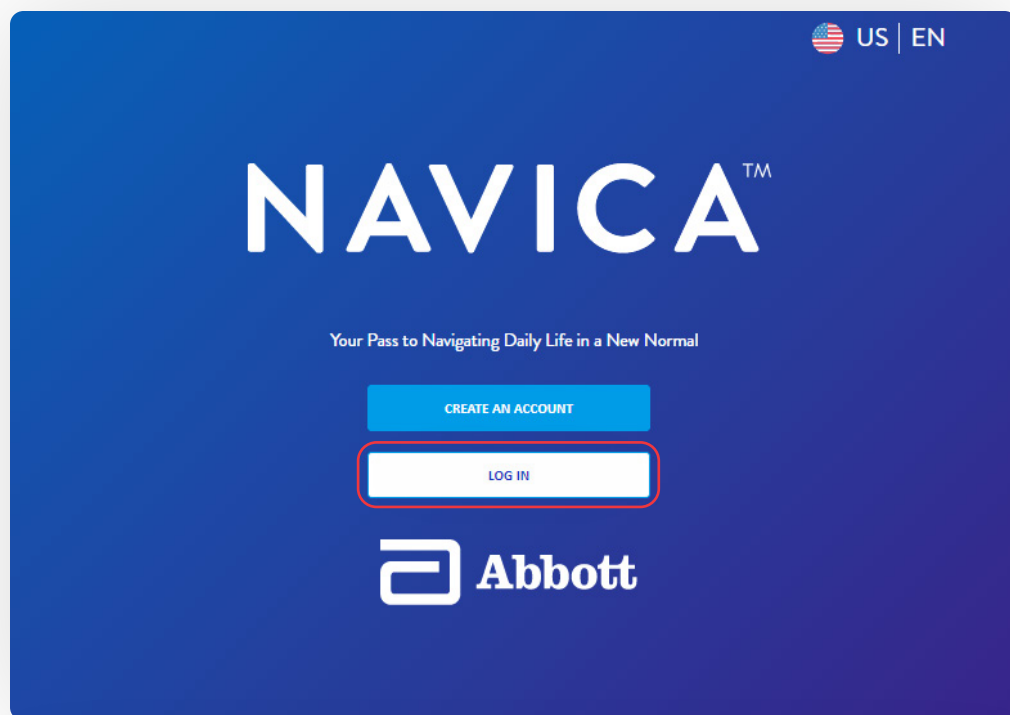 US | EN
NAVICA™
Your Pass to Navigating Daily Life in a New Normal
CREATE AN ACCOUNT
LOG IN
Abbott